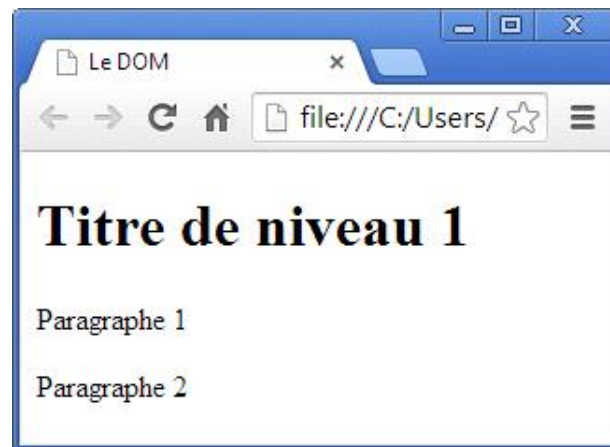 Le DOM
file:///C:/Users/
Titre de niveau 1
Paragraphe 1
Paragraphe 2